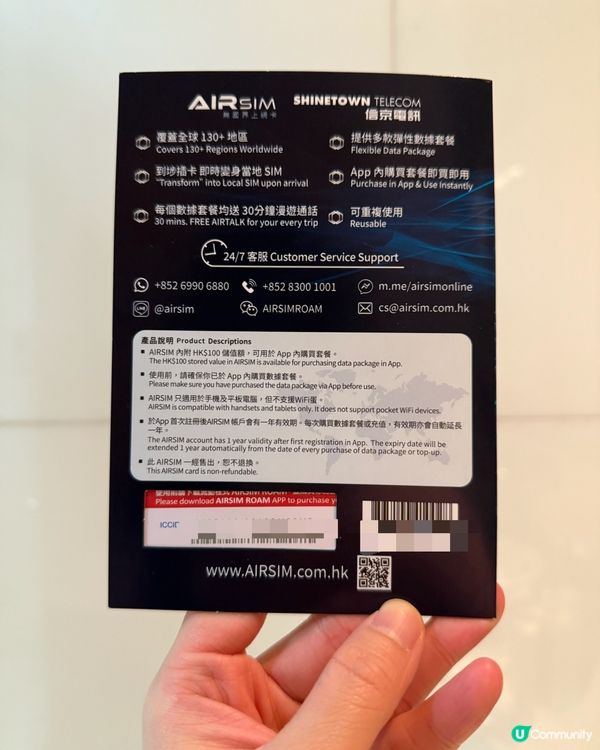 AIRSIM
無國界上網卡
SHINETOWN TELECOM
信京電訊
覆蓋全球 130+ 地區
Covers 130+ Regions Worldwide
提供多款彈性數據套餐
Flexible Data Package
到埗插卡 即時變身當地 SIM
"Transform" into Local SIM upon arrival
App 內購買套餐即買即用
Purchase in App & Use Instantly
每個數據套餐均送 30分鐘漫遊通話
30 mins. FREE AIRTALK for your every trip
可重複使用
Reusable
24/7 客服 Customer Service Support
+852 6990 6880
+852 8300 1001
m.me/airsimonline
LINE
@airsim
AIRSIMROAM
cs@airsim.com.hk
產品說明 Product Descriptions
AIRSIM 內附 HK$100 儲值額，可用於 App 內購買套餐。
The HK$100 stored value in AIRSIM is available for purchasing data package in App.
使用前，請確保你已於 App 內購買數據套餐。
Please make sure you have purchased the data package via App before use.
AIRSIM 只適用於手機及平板電腦，但不支援WiFi蛋。
AIRSIM is compatible with handsets and tablets only. It does not support pocket WiFi devices.
於App 首次註冊後AIRSIM 帳戶會有一年有效期。每次購買數據套餐或充值，有效期亦會自動延長
一年。
The AIRSIM account has 1 year validity after first registration in App. The expiry date will be
extended 1 year automatically from the date of every purchase of data package or top-up.
此 AIRSIM 一經售出，恕不退換。
This AIRSIM card is non-refundable.
Please download AIRSIM ROAM APP to purchase
www.AIRSIM.com.hk
U Community